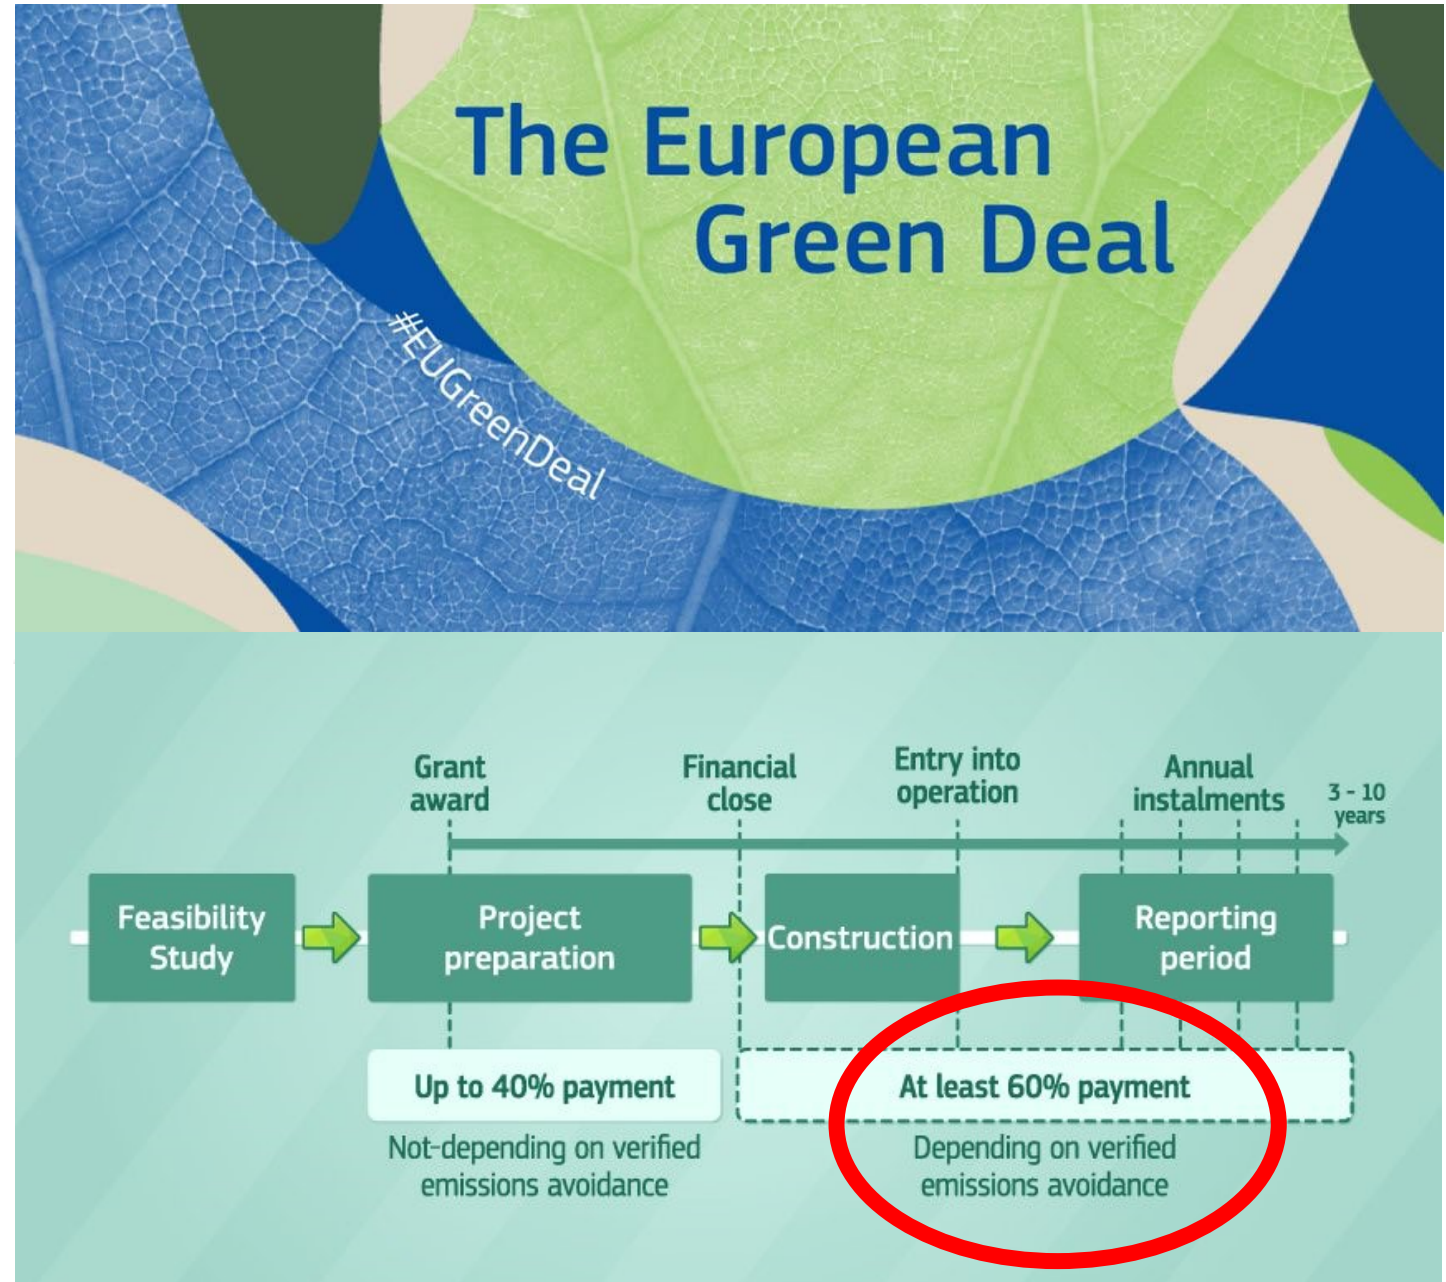 The European
Green Deal
#EUGreenDeal
Grant
award
Financial
close
Entry into
operation
Annual
instalments
3 - 10
years
Feasibility
Study
Project
preparation
Construction
Reporting
period
Up to 40% payment
At least 60% payment
Not-depending on verified
emissions avoidance
Depending on verified
emissions avoidance